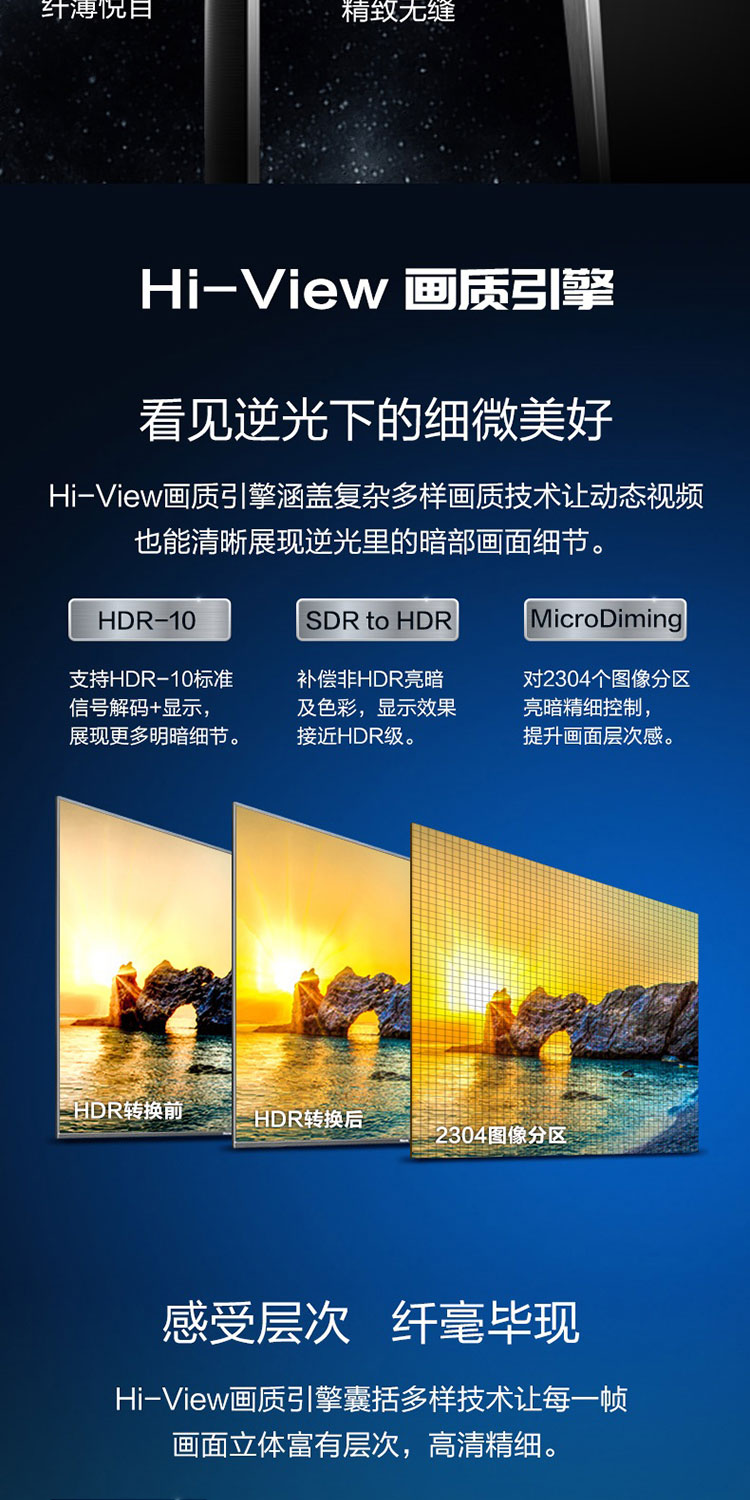 纤薄悦目
精致无缝
Hi-View 画质引擎
看见逆光下的细微美好
Hi-View画质引擎涵盖复杂多样画质技术让动态视频
也能清晰展现逆光里的暗部画面细节。
HDR-10
SDR to HDR
MicroDiming
支持HDR-10标准
信号解码+显示，
展现更多明暗细节。
补偿非HDR亮暗
及色彩，显示效果
接近HDR级。
对2304个图像分区
亮暗精细控制，
提升画面层次感。
HDR转换前
HDR转换后
2304图像分区
感受层次 纤毫毕现
Hi-View画质引擎囊括多样技术让每一帧
画面立体富有层次，高清精细。